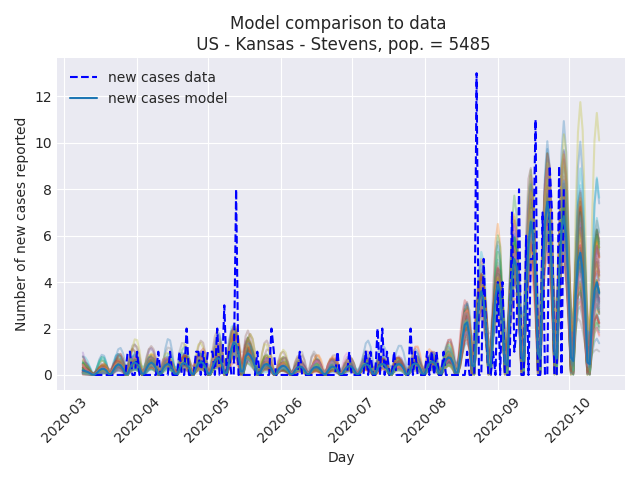 Model comparison to data
US - Kansas - Stevens, pop. = 5485
new cases data
new cases model
Number of new cases reported
12
10
8
6
4
2
0
2020-03
2020-04
2020-05
2020-06
2020-07
2020-08
2020-09
2020-10
Day